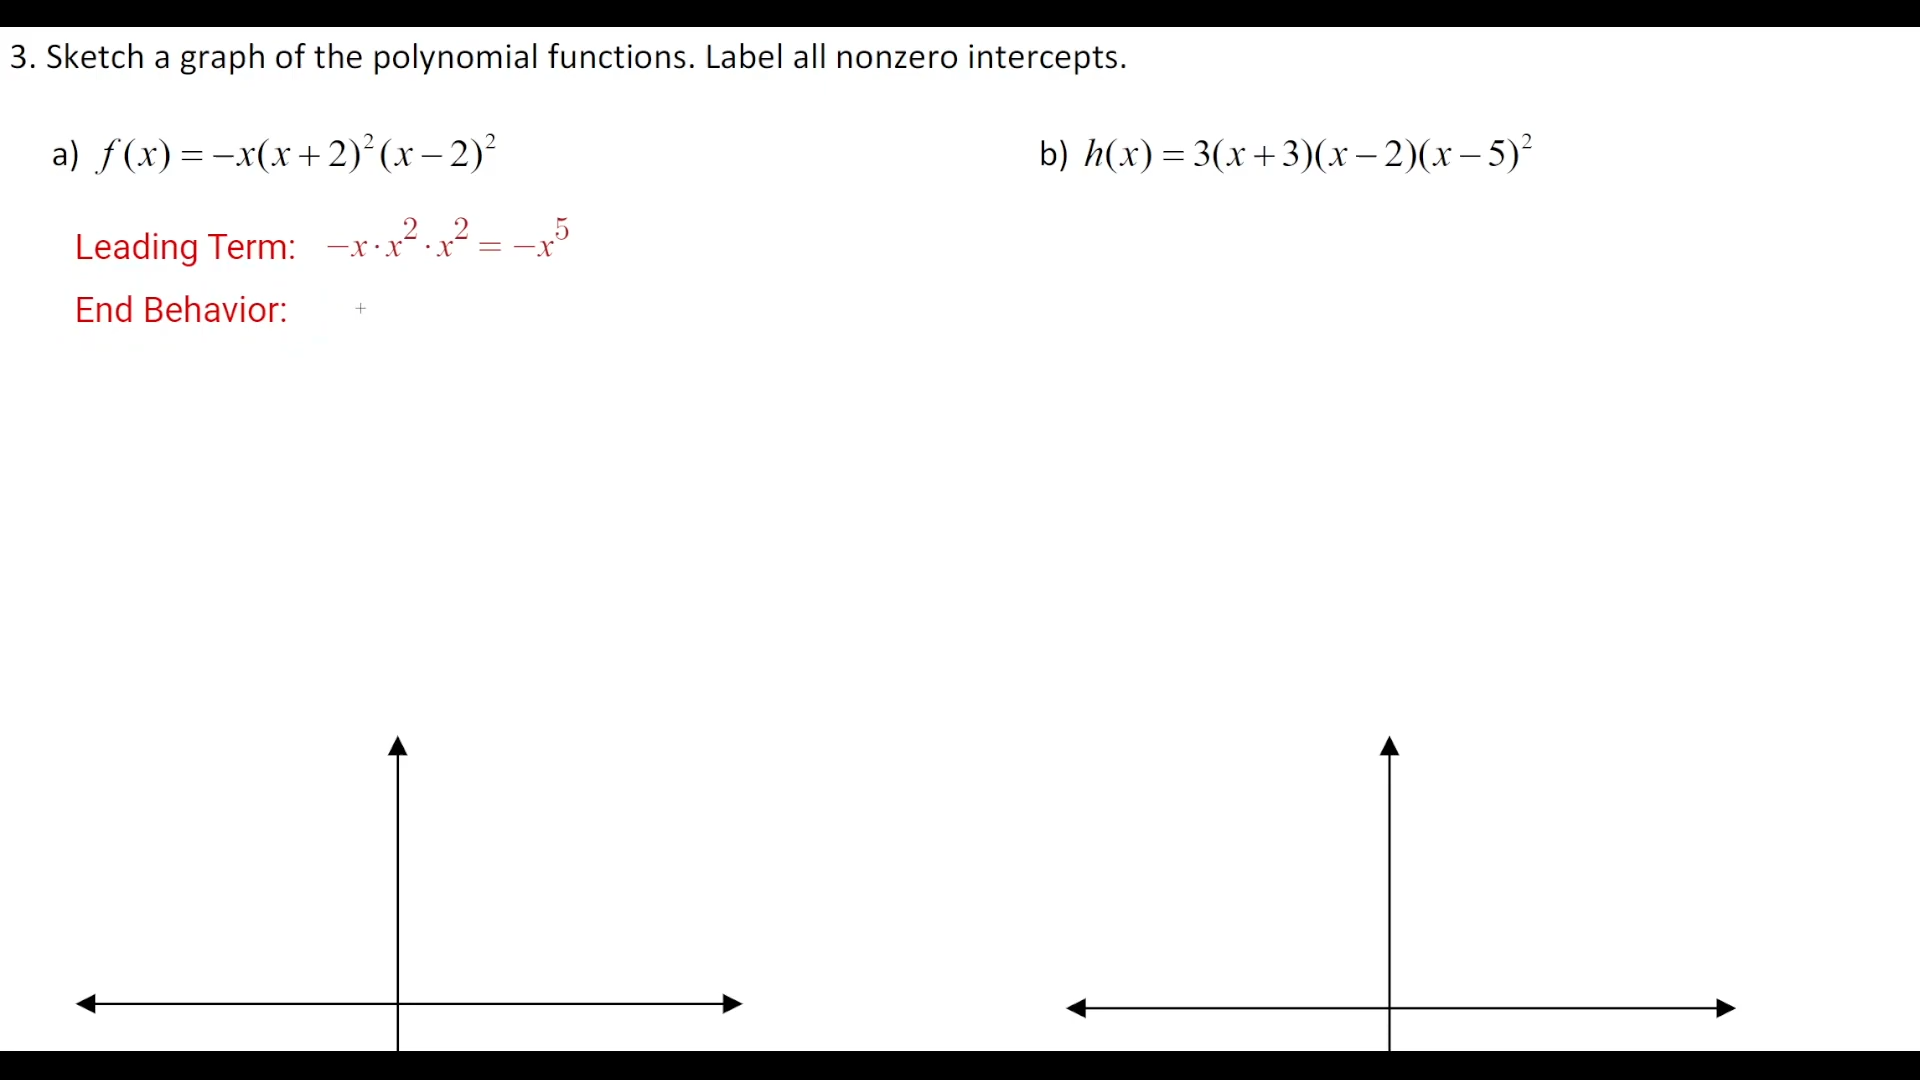 3. Sketch a graph of the polynomial functions. Label all nonzero intercepts.
a) f(x) = −x(x + 2)²(x − 2)²
b) h(x) = 3(x + 3)(x − 2)(x − 5)²
Leading Term: −x · x² · x² = −x⁵
End Behavior: